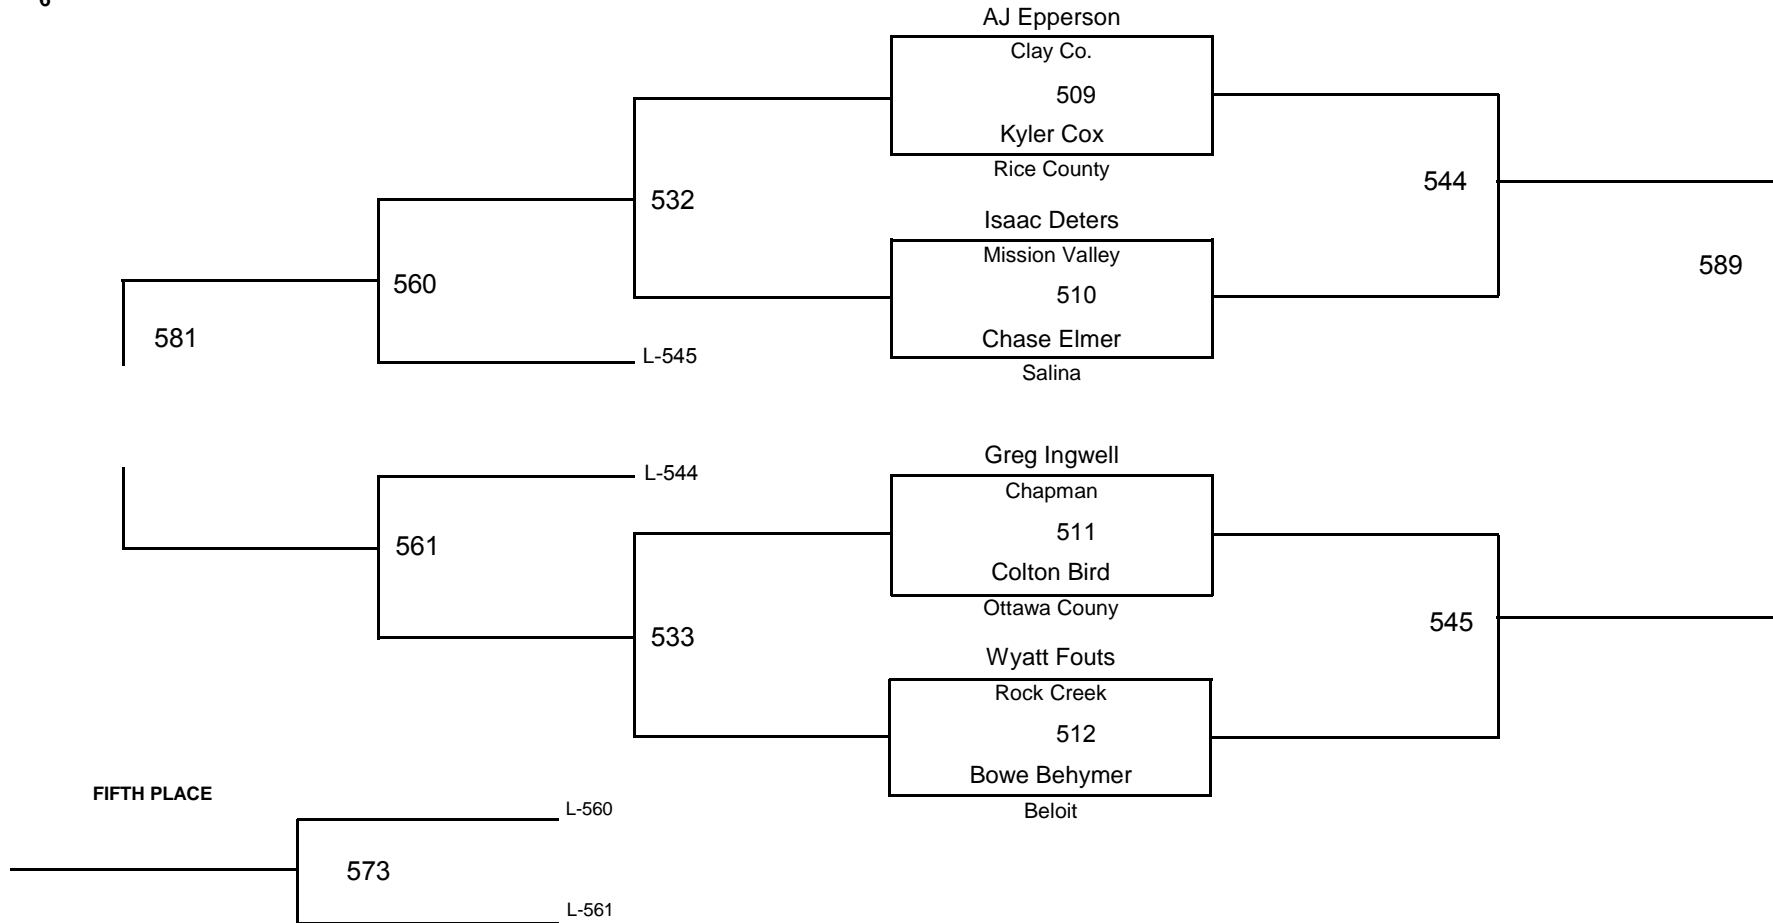 6
AJ Epperson
Clay Co.
509
Kyler Cox
Rice County
544
532
Isaac Deters
Mission Valley
589
560
510
581
Chase Elmer
L-545
Salina
Greg Ingwell
L-544
Chapman
511
561
Colton Bird
Ottawa Couny
545
533
Wyatt Fouts
Rock Creek
512
Bowe Behymer
FIFTH PLACE
L-560
Beloit
573
L-561